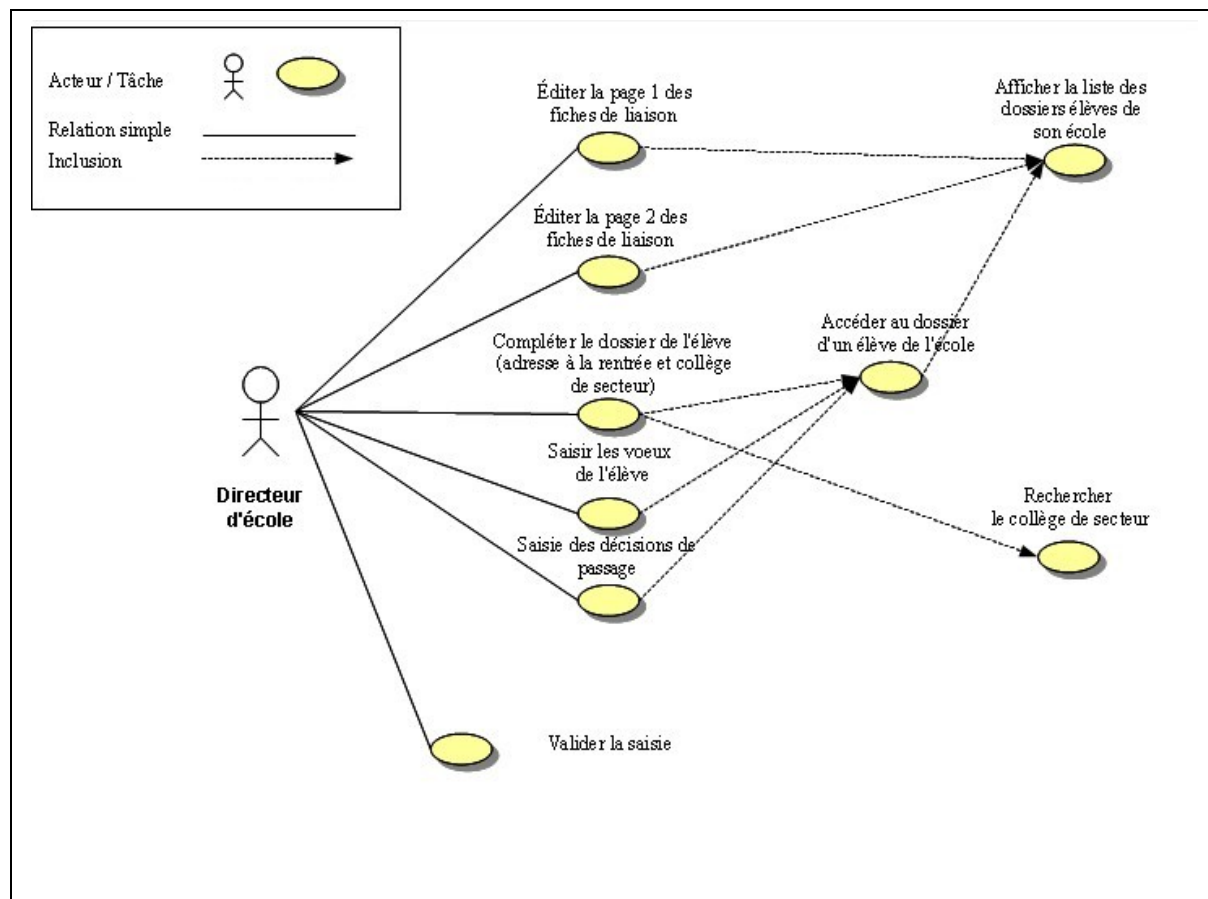 Acteur / Tâche
Relation simple
Inclusion
Éditer la page 1 des
fiches de liaison
Afficher la liste des
dossiers élèves de
son école
Éditer la page 2 des
fiches de liaison
Accéder au dossier
d'un élève de l'école
Compléter le dossier de l'élève
(adresse à la rentrée et collège
de secteur)
Directeur
d'école
Saisir les voeux
de l'élève
Rechercher
le collège de secteur
Saisie des décisions de
passage
Valider la saisie